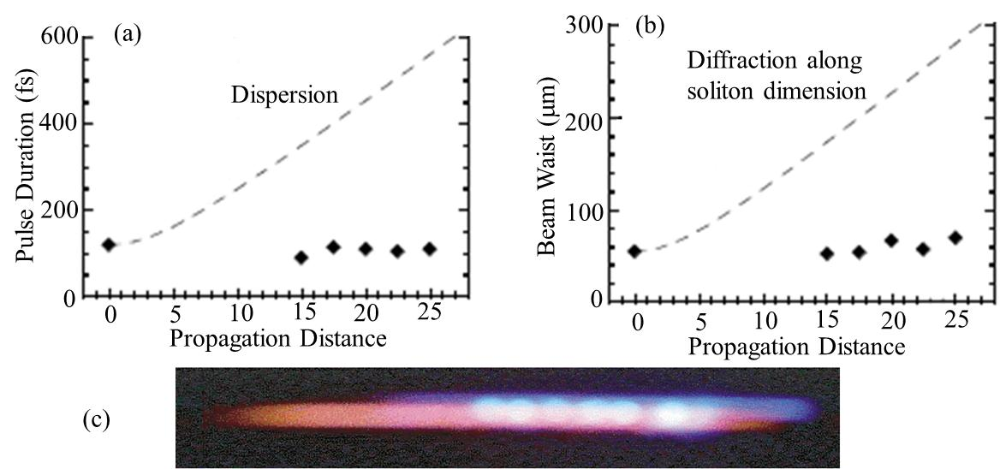 (a)
600
400
200
0
Pulse Duration (fs)
Dispersion
0 5 10 15 20 25
Propagation Distance
(b)
300
200
100
0
Beam Waist (μm)
Diffraction along
soliton dimension
0 5 10 15 20 25
Propagation Distance
(c)